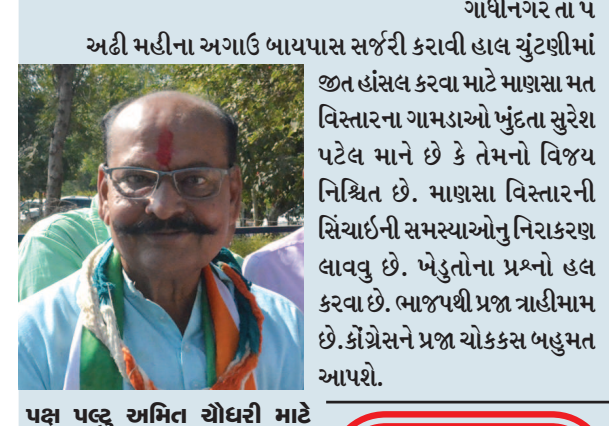 ગાંધીનગર તા ૫
અઢી મહીના અગાઉ બાયપાસ સર્જરી કરાવી હાલ ચુંટણીમાં
જીત હાંસલ કરવા માટે માણસા મત
વિસ્તારના ગામડાઓ ખુંદતા સુરેશ
પટેલ માને છે કે તેમનો વિજય
નિશ્ચિત છે. માણસા વિસ્તારની
સિંચાઇની સમસ્યાઓનુ નિરાકરણ
લાવવુ છે. ખેડુતોના પ્રશ્નો હલ
કરવા છે. ભાજપથી પ્રજા ત્રાહીમામ
છે.કોંગ્રેસને પ્રજા ચોકકસ બહુમત
આપશે.
પક્ષ પલ્ટુ અમિત ચૌધરી માટે